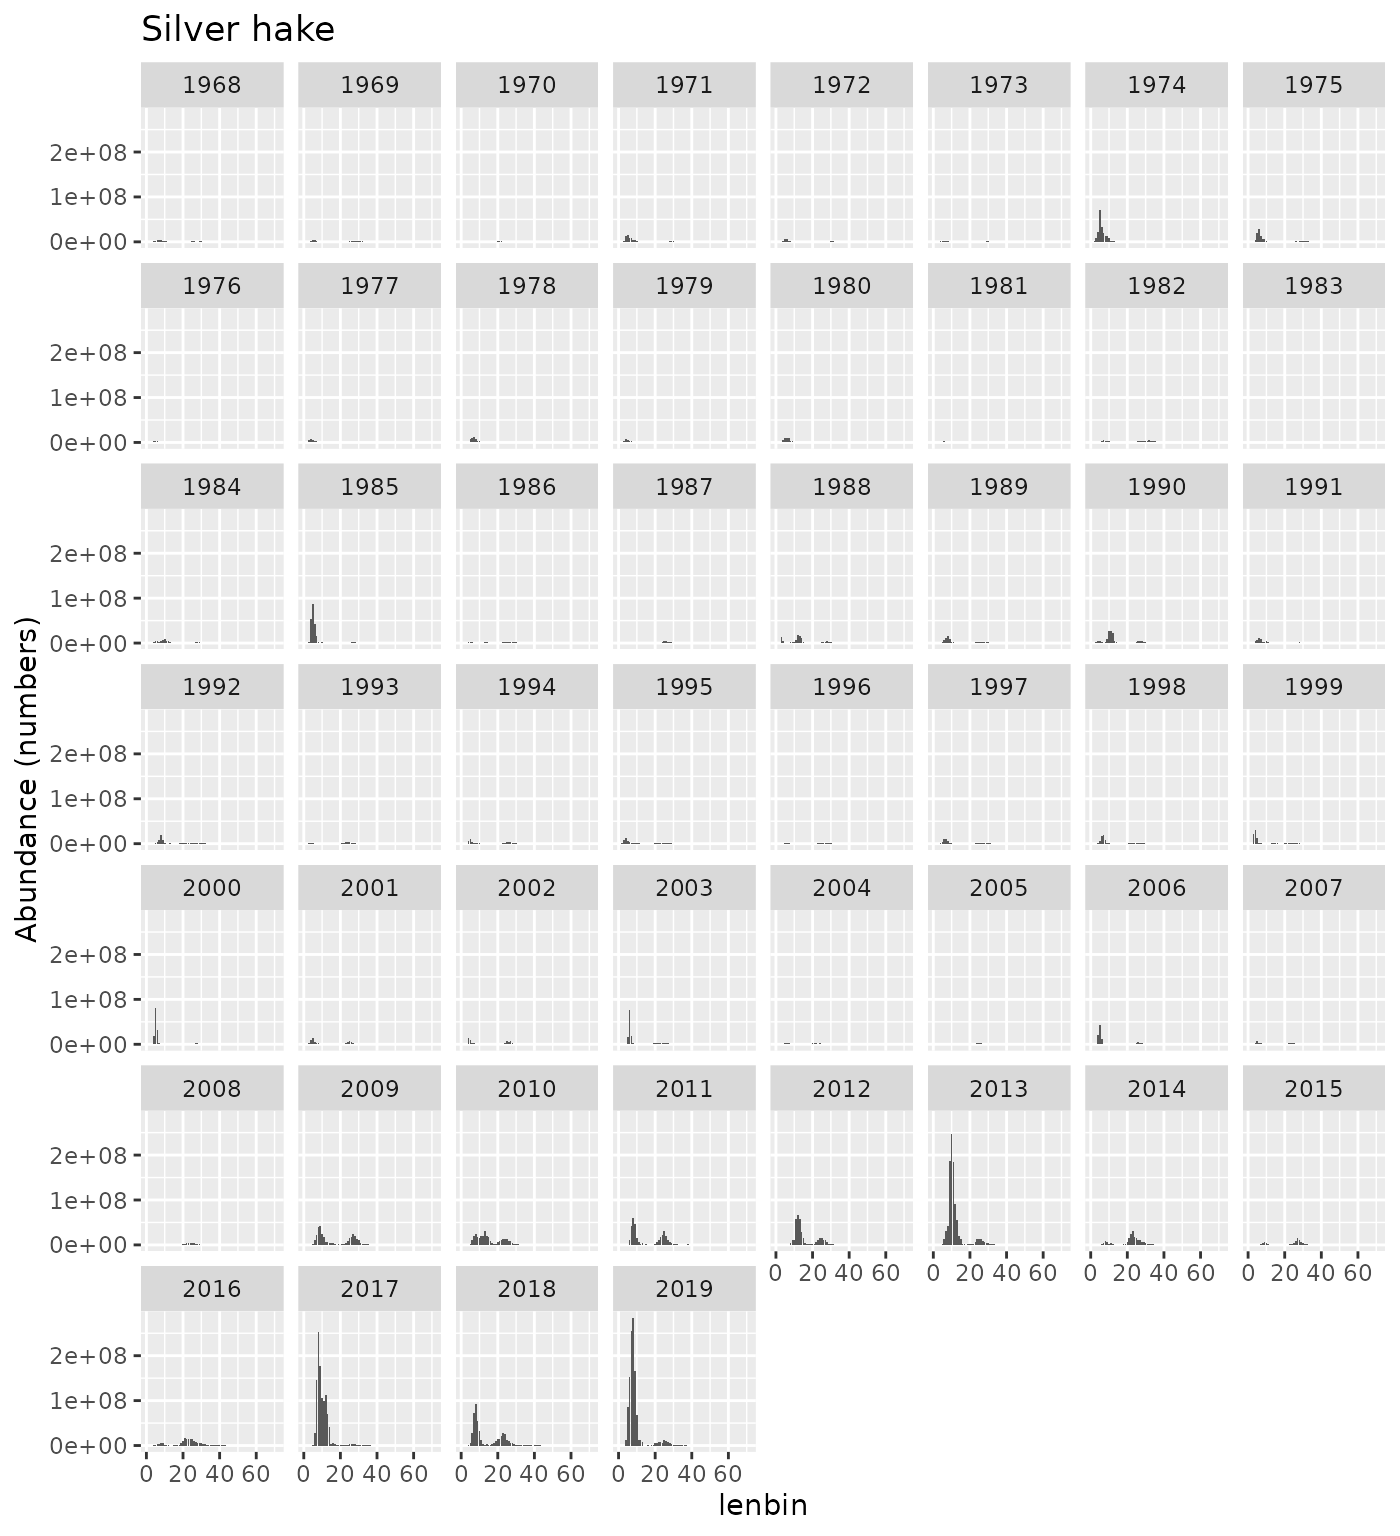 Silver hake
1968 1969 1970 1971 1972 1973 1974 1975
2e+08
1e+08
0e+00
1976 1977 1978 1979 1980 1981 1982 1983
2e+08
1e+08
0e+00
1984 1985 1986 1987 1988 1989 1990 1991
2e+08
1e+08
0e+00
Abundance (numbers)
1992 1993 1994 1995 1996 1997 1998 1999
2e+08
1e+08
0e+00
2000 2001 2002 2003 2004 2005 2006 2007
2e+08
1e+08
0e+00
2008 2009 2010 2011 2012 2013 2014 2015
2e+08
1e+08
0e+00
0 20 40 60 0 20 40 60 0 20 40 60 0 20 40 60
2016 2017 2018 2019
2e+08
1e+08
0e+00
0 20 40 60 0 20 40 60 0 20 40 60 0 20 40 60
lenbin